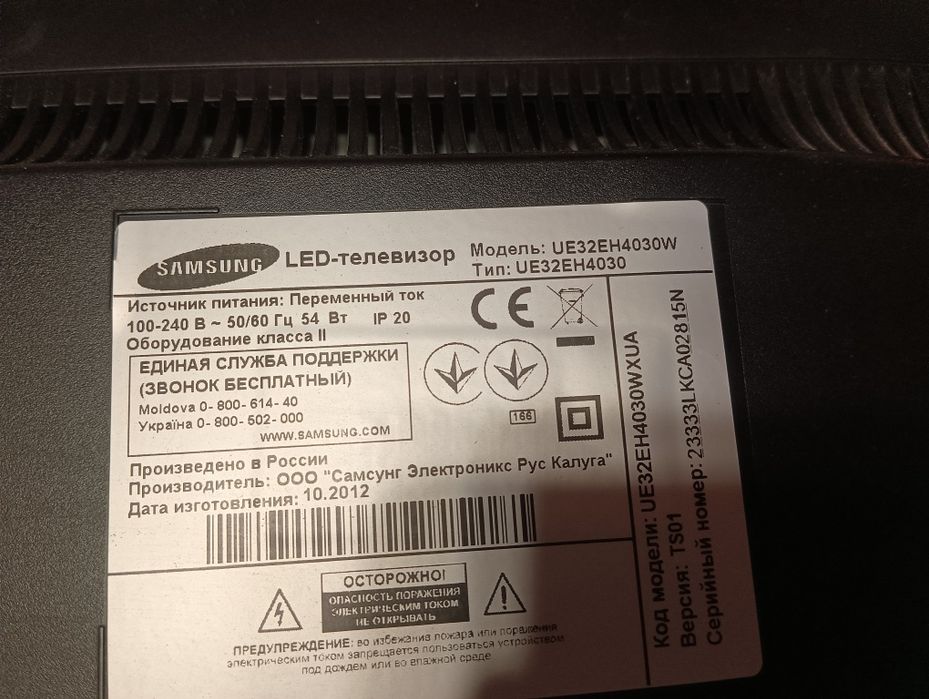 SAMSUNG LED-телевизор
Модель: UE32EH4030W
Тип: UE32EH4030
Источник питания: Переменный ток
100-240 В ~ 50/60 Гц 54 Вт IP 20
Оборудование класса II
ЕДИНАЯ СЛУЖБА ПОДДЕРЖКИ
(ЗВОНОК БЕСПЛАТНЫЙ)
Moldova 0-800-614-40
Україна 0-800-502-000
WWW.SAMSUNG.COM
CE
166
Произведено в России
Производитель: ООО "Самсунг Электроникс Рус Калуга"
Дата изготовления: 10.2012
ОСТОРОЖНО!
ОПАСНОСТЬ ПОРАЖЕНИЯ
ЭЛЕКТРИЧЕСКИМ ТОКОМ
НЕ ОТКРЫВАТЬ
ПРЕДУПРЕЖДЕНИЕ: во избежания пожара или поражения
электрическим током запрещается пользоваться устройством
под дождем или во влажной среде
Код модели: UE32EH4030WXUA
Версия: TS01
Серийный номер: 23333LKCA02815N